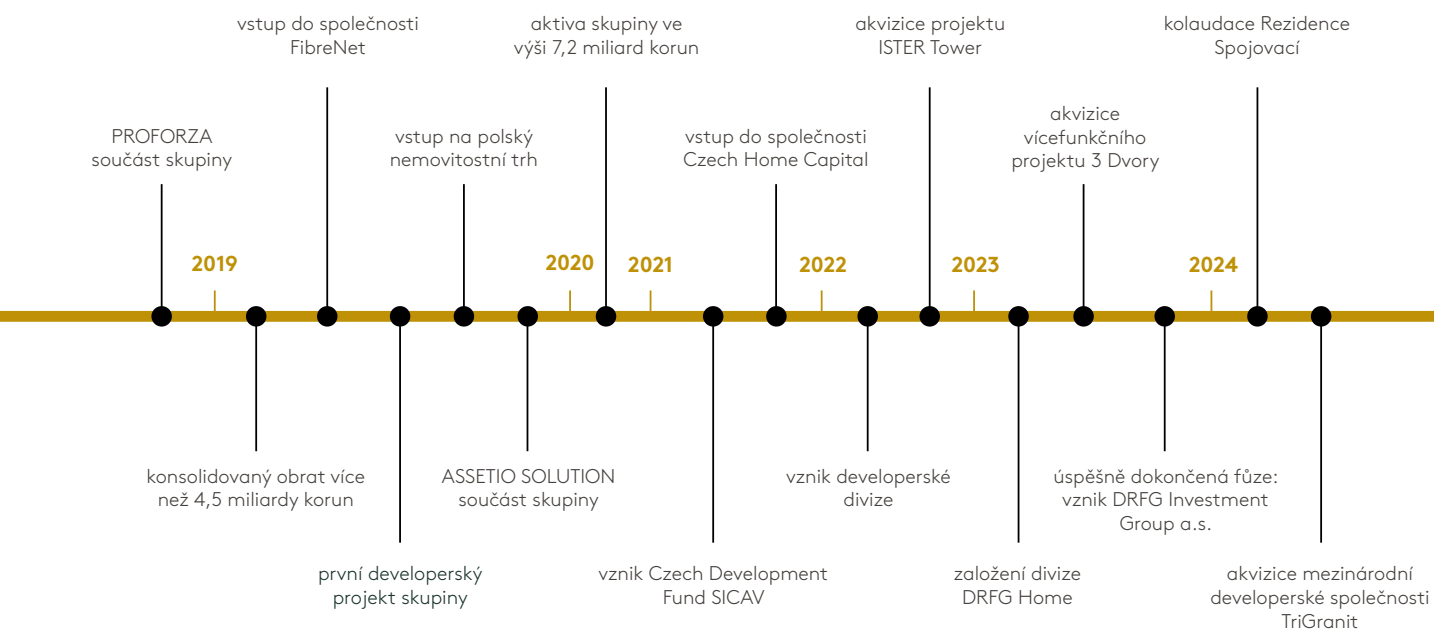 vstup do společnosti
FibreNet
aktiva skupiny ve
výši 7,2 miliard korun
akvizice projektu
ISTER Tower
kolaudace Rezidence
Spojovací
PROFORZA
součást skupiny
vstup na polský
nemovitostní trh
vstup do společnosti
Czech Home Capital
akvizice
vícefunkčního
projektu 3 Dvory
2019
2020
2021
2022
2023
2024
konsolidovaný obrat více
než 4,5 miliardy korun
ASSETIO SOLUTION
součást skupiny
vznik developerské
divize
úspěšně dokončená fůze:
vznik DRFG Investment
Group a.s.
první developerský
projekt skupiny
vznik Czech Development
Fund SICAV
založení divize
DRFG Home
akvizice mezinárodní
developerské společnosti
TriGranit